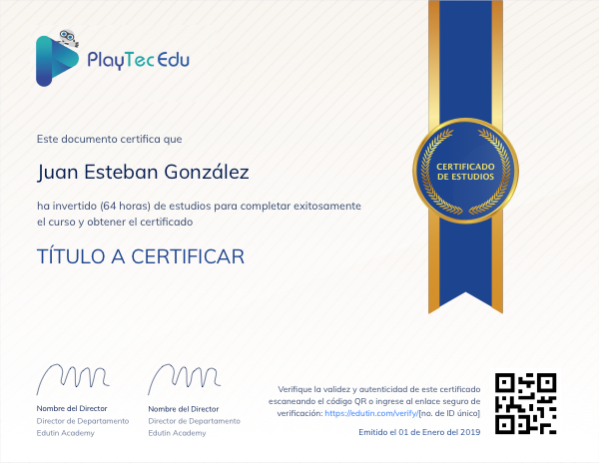 PlayTecEdu
CERTIFICADO
DE ESTUDIOS
Este documento certifica que
Juan Esteban González
ha invertido (64 horas) de estudios para completar exitosamente
el curso y obtener el certificado
TÍTULO A CERTIFICAR
Nombre del Director
Director de Departamento
Edutin Academy
Nombre del Director
Director de Departamento
Edutin Academy
Verifique la validez y autenticidad de este certificado
escaneando el código QR o ingrese al enlace seguro de
verificación: https://edutin.com/verify/[no. de ID único]
Emitido el 01 de Enero del 2019